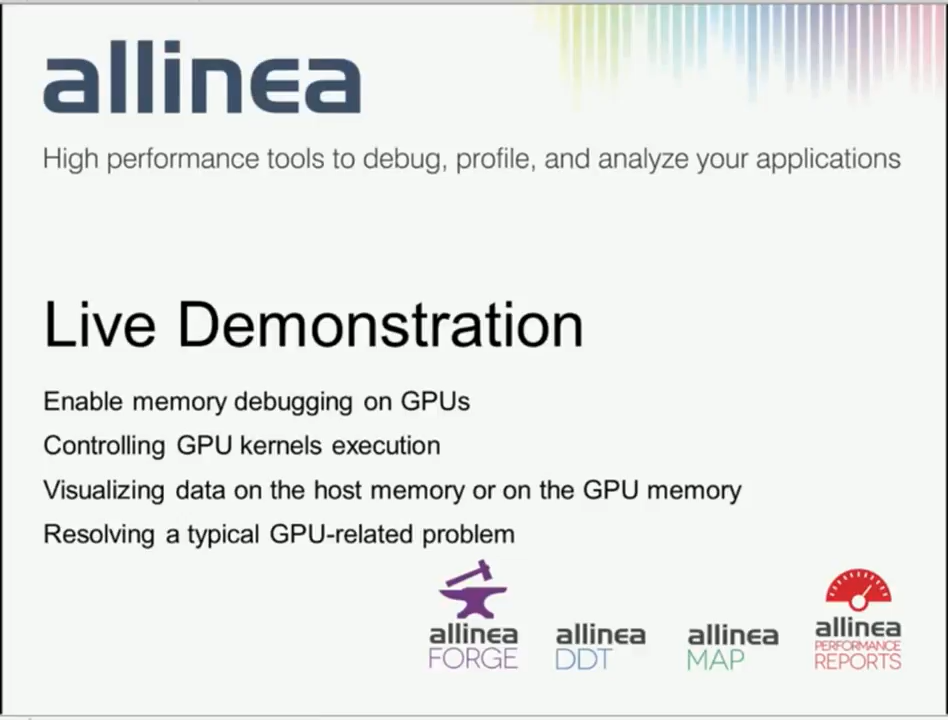 allinea
High performance tools to debug, profile, and analyze your applications
Live Demonstration
Enable memory debugging on GPUs
Controlling GPU kernels execution
Visualizing data on the host memory or on the GPU memory
Resolving a typical GPU-related problem
allinea
FORGE
allinea
DDT
allinea
MAP
allinea
PERFORMANCE
REPORTS